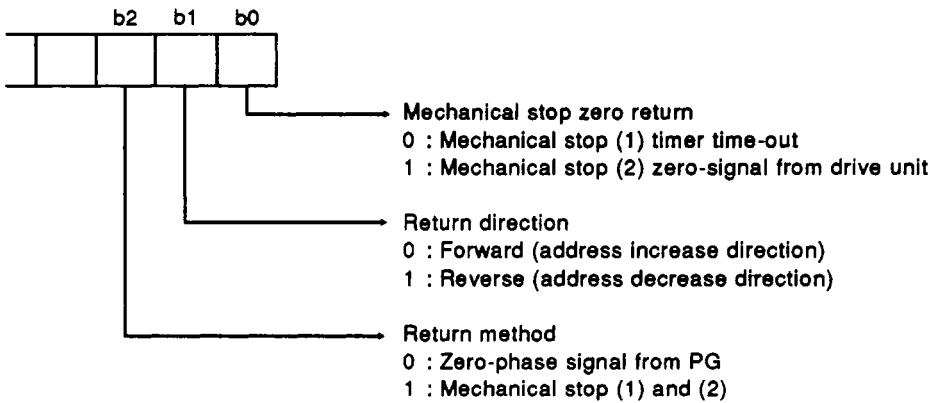 b2 b1 b0
Mechanical stop zero return
0 : Mechanical stop (1) timer time-out
1 : Mechanical stop (2) zero-signal from drive unit
Return direction
0 : Forward (address increase direction)
1 : Reverse (address decrease direction)
Return method
0 : Zero-phase signal from PG
1 : Mechanical stop (1) and (2)